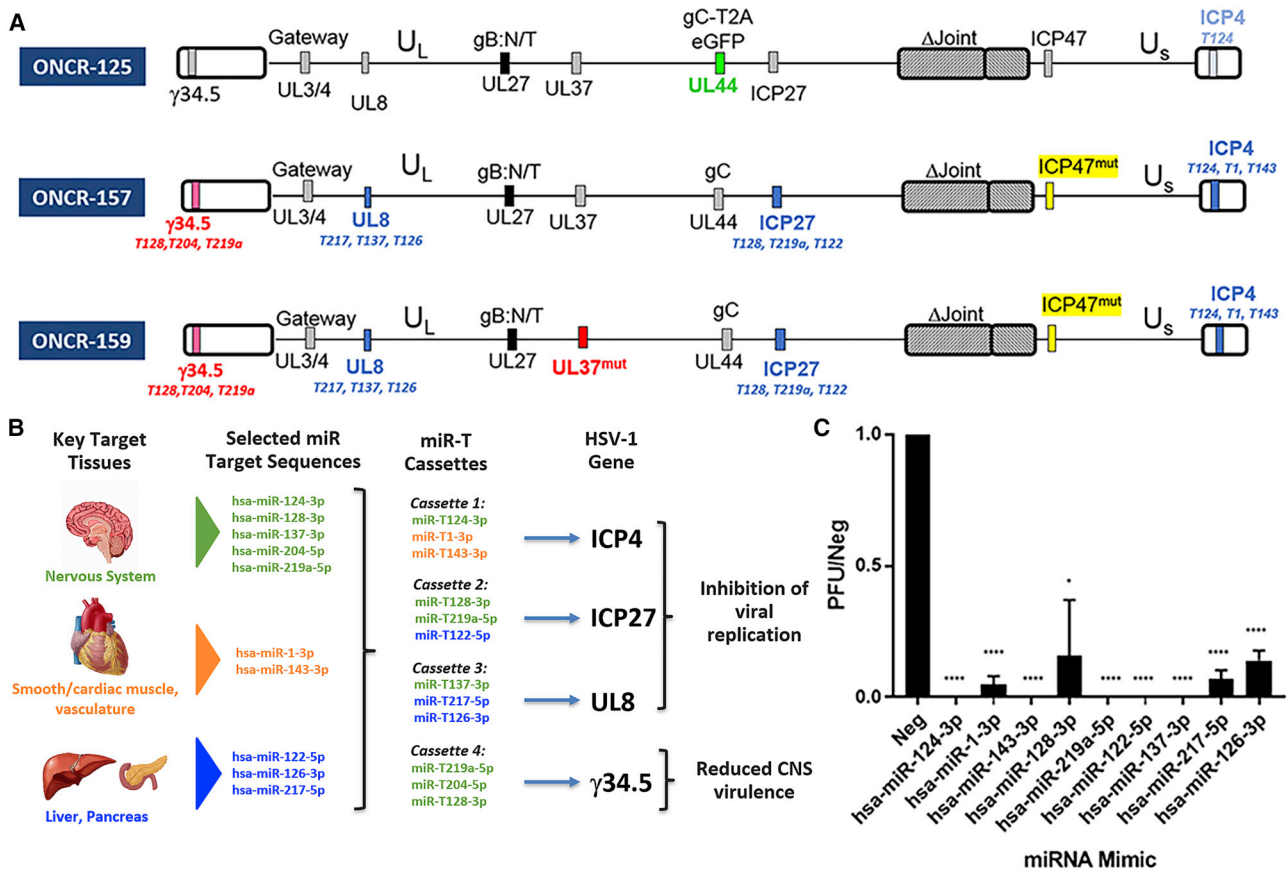 A
ONCR-125
γ34.5
Gateway
UL3/4
UL8
UL
gB:N/T
UL27
UL37
gC-T2A
eGFP
UL44
ICP27
ΔJoint
ICP47
US
ICP4
T124
ONCR-157
γ34.5
T128,T204, T219a
Gateway
UL3/4
UL8
T217, T137, T126
UL
gB:N/T
UL27
UL37
gC
UL44
ICP27
T128, T219a, T122
ΔJoint
ICP47mut
US
ICP4
T124, T1, T143
ONCR-159
γ34.5
T128,T204, T219a
Gateway
UL3/4
UL8
T217, T137, T126
UL
gB:N/T
UL27
UL37mut
gC
UL44
ICP27
T128, T219a, T122
ΔJoint
ICP47mut
US
ICP4
T124, T1, T143
B
Key Target
Tissues
Nervous System
Smooth/cardiac muscle,
vasculature
Liver, Pancreas
Selected miR
Target Sequences
hsa-miR-124-3p
hsa-miR-128-3p
hsa-miR-137-3p
hsa-miR-204-5p
hsa-miR-219a-5p
hsa-miR-1-3p
hsa-miR-143-3p
hsa-miR-122-5p
hsa-miR-126-3p
hsa-miR-217-5p
miR-T
Cassettes
Cassette 1:
miR-T124-3p
miR-T1-3p
miR-T143-3p
Cassette 2:
miR-T128-3p
miR-T219a-5p
miR-T122-5p
Cassette 3:
miR-T137-3p
miR-T217-5p
miR-T126-3p
Cassette 4:
miR-T219a-5p
miR-T204-5p
miR-T128-3p
HSV-1
Gene
ICP4
ICP27
UL8
γ34.5
Inhibition of
viral
replication
Reduced CNS
virulence
C
PFU/Neg
1.0
0.5
0.0
****
****
****
*
****
****
****
****
****
Neg
hsa-miR-124-3p
hsa-miR-1-3p
hsa-miR-143-3p
hsa-miR-128-3p
hsa-miR-219a-5p
hsa-miR-122-5p
hsa-miR-137-3p
hsa-miR-217-5p
hsa-miR-126-3p
miRNA Mimic